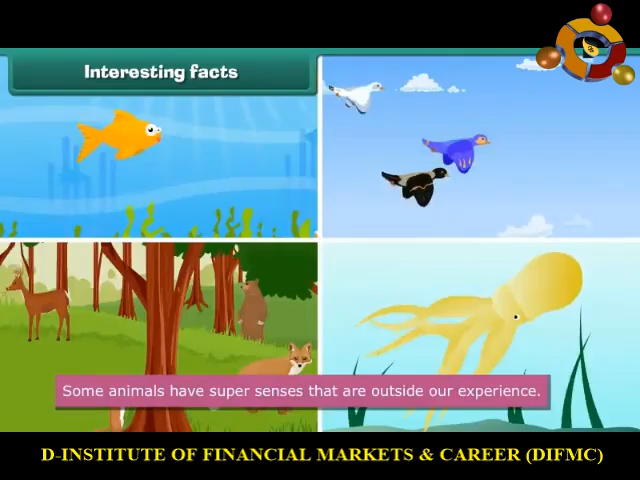 Interesting facts
Some animals have super senses that are outside our experience.
D-INSTITUTE OF FINANCIAL MARKETS & CAREER (DIFMC)